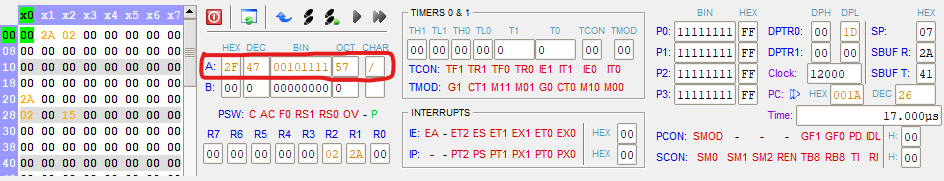 x0 x1 x2 x3 x4 x5 x6 x7
00 00 2A 02 00 00 00 00 00
08 00 00 00 00 00 00 00 00
10 00 00 00 00 00 00 00 00
18 00 00 00 00 00 00 00 00
20 2A 00 00 00 00 00 00 00
28 02 00 15 00 00 00 00 00
30 00 00 00 00 00 00 00 00
38 00 00 00 00 00 00 00 00
40 00 00 00 00 00 00 00 00
HEX DEC BIN OCT CHAR
A: 2F 47 00101111 57 /
B: 00 0 00000000 0
PSW: C AC F0 RS1 RS0 OV - P
R7 R6 R5 R4 R3 R2 R1 R0
00 00 00 00 00 02 2A 00
TIMERS 0 & 1
TH1 TL1 TH0 TL0 T1 T0 TCON TMOD
00 00 00 00 0 0 00 00
TCON: TF1 TR1 TF0 TR0 IE1 IT1 IE0 IT0
TMOD: G1 CT1 M11 M01 G0 CT0 M10 M00
INTERRUPTS
IE: EA - ET2 ES ET1 EX1 ET0 EX0 HEX 00
IP: - - PT2 PS PT1 PX1 PT0 PX0 HEX 00
BIN HEX
P0: 11111111 FF
P1: 11111111 FF
P2: 11111111 FF
P3: 11111111 FF
DPH DPL
DPTR0: 00 1D
DPTR1: 00 00
Clock: 12000
HEX
SP: 07
SBUF R: 2A
SBUF T: 41
PC: HEX 001A DEC 26
Time: 17.000µs
PCON: SMOD - - - GF1 GF0 PD IDL H: 00
SCON: SM0 SM1 SM2 REN TB8 RB8 TI RI H: 00